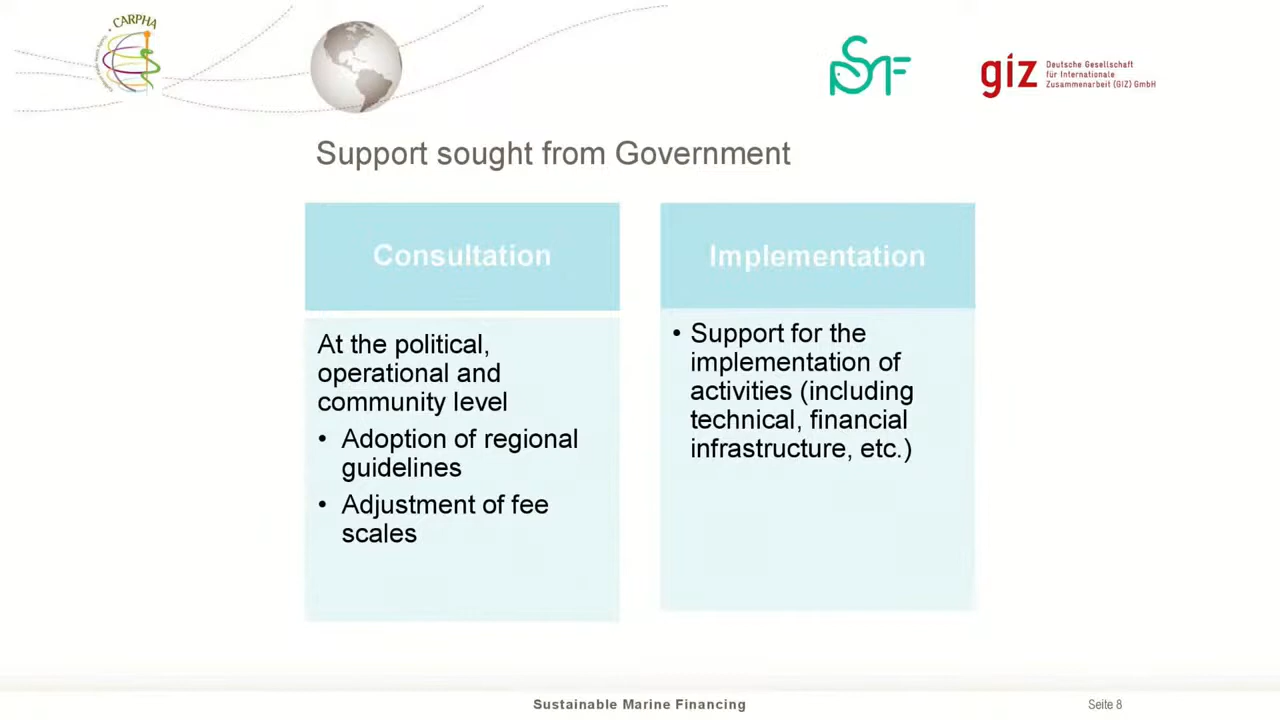 CARPHA
SMF
giz
Deutsche Gesellschaft
für Internationale
Zusammenarbeit (GIZ) GmbH
Support sought from Government
Consultation
At the political,
operational and
community level
• Adoption of regional
guidelines
• Adjustment of fee
scales
Implementation
• Support for the
implementation of
activities (including
technical, financial
infrastructure, etc.)
Sustainable Marine Financing
Seite 8